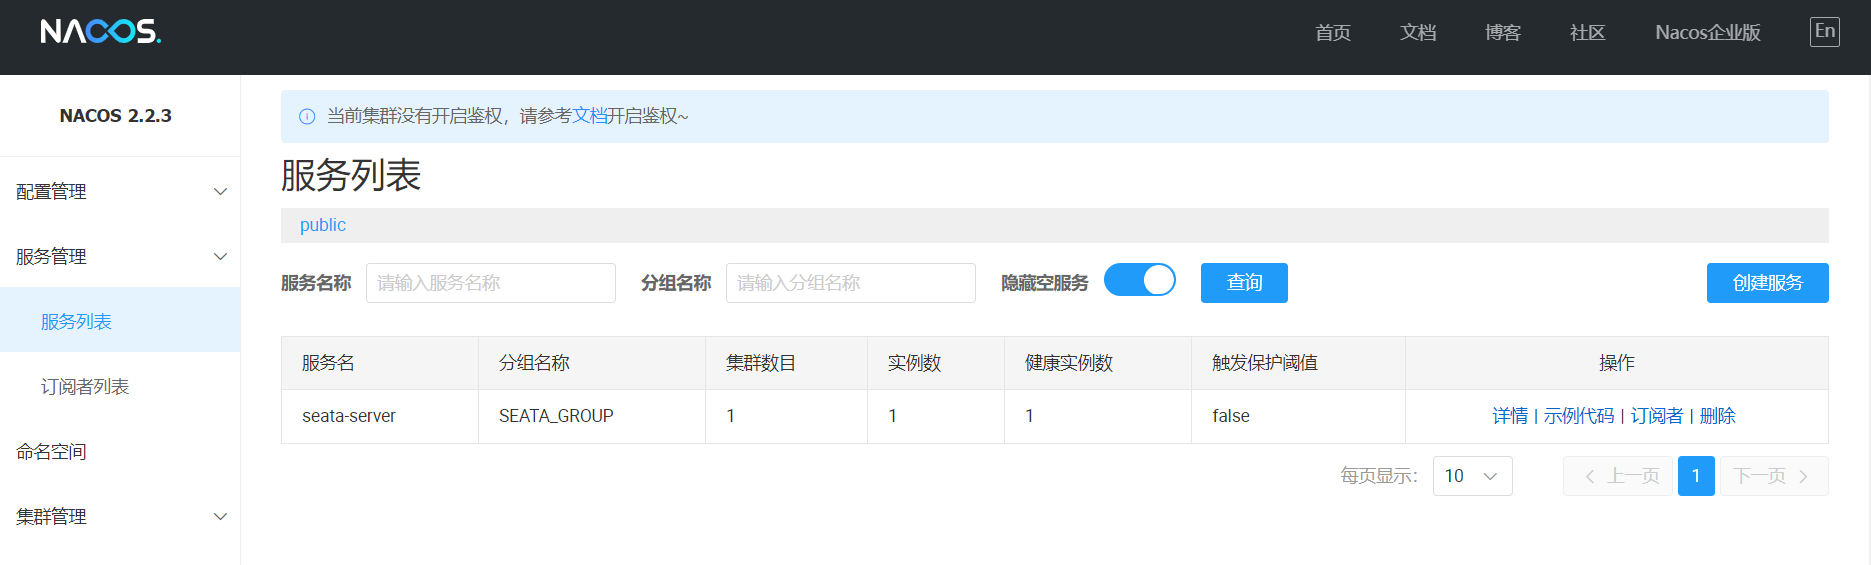 NACOS. 首页 文档 博客 社区 Nacos企业版 En
NACOS 2.2.3
配置管理
服务管理
服务列表
订阅者列表
命名空间
集群管理
当前集群没有开启鉴权，请参考文档开启鉴权~
服务列表
public
服务名称 请输入服务名称 分组名称 请输入分组名称 隐藏空服务 查询 创建服务
服务名 分组名称 集群数目 实例数 健康实例数 触发保护阈值 操作
seata-server SEATA_GROUP 1 1 1 false 详情 | 示例代码 | 订阅者 | 删除
每页显示： 10 上一页 1 下一页